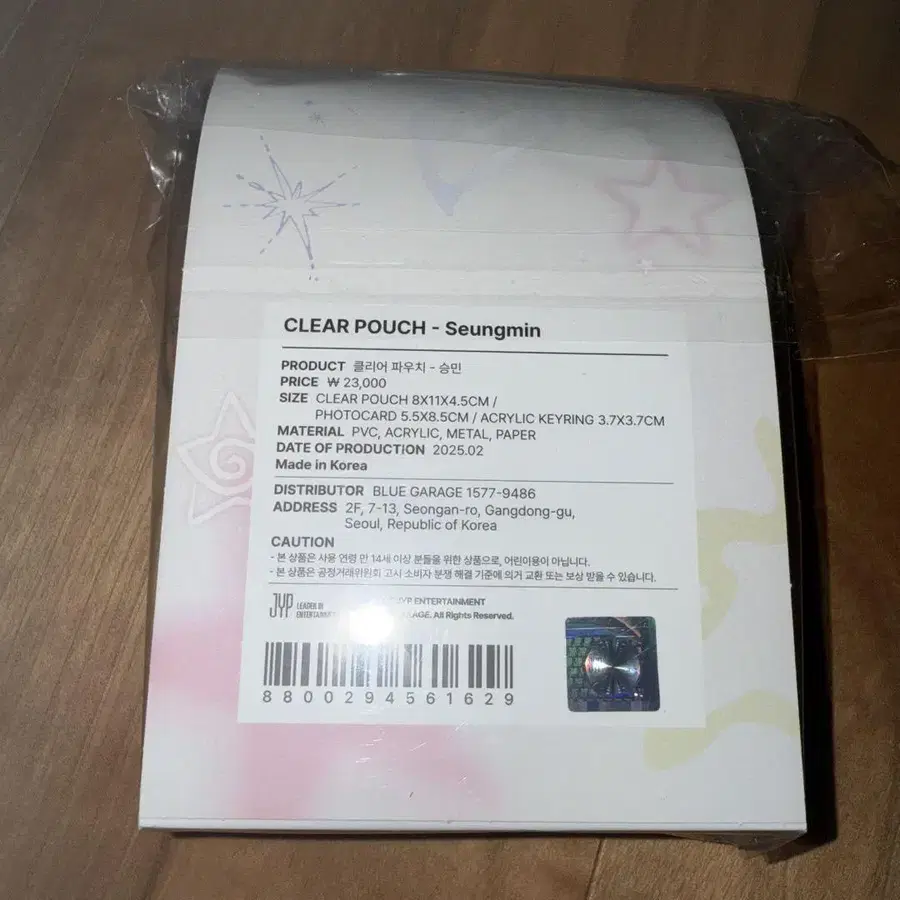 CLEAR POUCH - Seungmin
PRODUCT 클리어 파우치 - 승민
PRICE ₩ 23,000
SIZE CLEAR POUCH 8X11X4.5CM /
PHOTOCARD 5.5X8.5CM / ACRYLIC KEYRING 3.7X3.7CM
MATERIAL PVC, ACRYLIC, METAL, PAPER
DATE OF PRODUCTION 2025.02
Made in Korea
DISTRIBUTOR BLUE GARAGE 1577-9486
ADDRESS 2F, 7-13, Seongan-ro, Gangdong-gu,
Seoul, Republic of Korea
CAUTION
- 본 상품은 사용 연령 만 14세 이상 분들을 위한 상품으로, 어린이용이 아닙니다.
- 본 상품은 공정거래위원회 고시 소비자 분쟁 해결 기준에 의거 교환 또는 보상 받을 수 있습니다.
JYP LEADER IN JYP ENTERTAINMENT
All Rights Reserved.
8800294561629